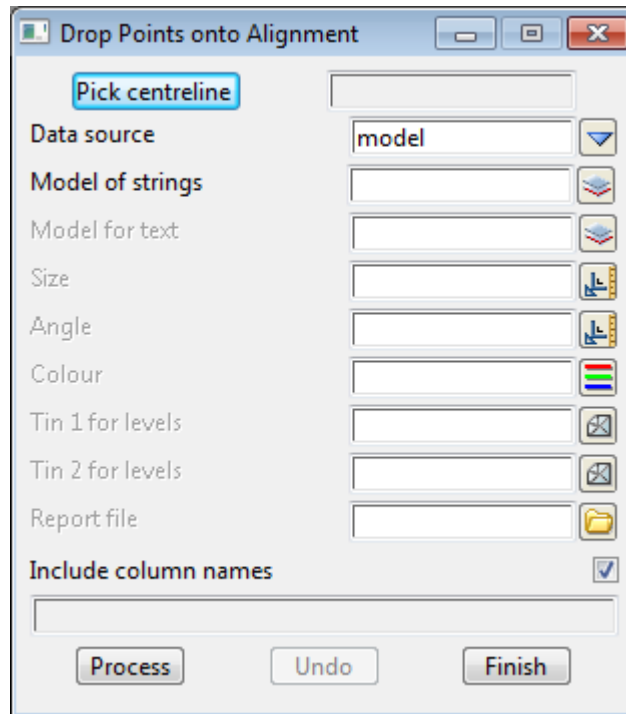 Drop Points onto Alignment
Pick centreline
Data source model
Model of strings
Model for text
Size
Angle
Colour
Tin 1 for levels
Tin 2 for levels
Report file
Include column names
Process Undo Finish